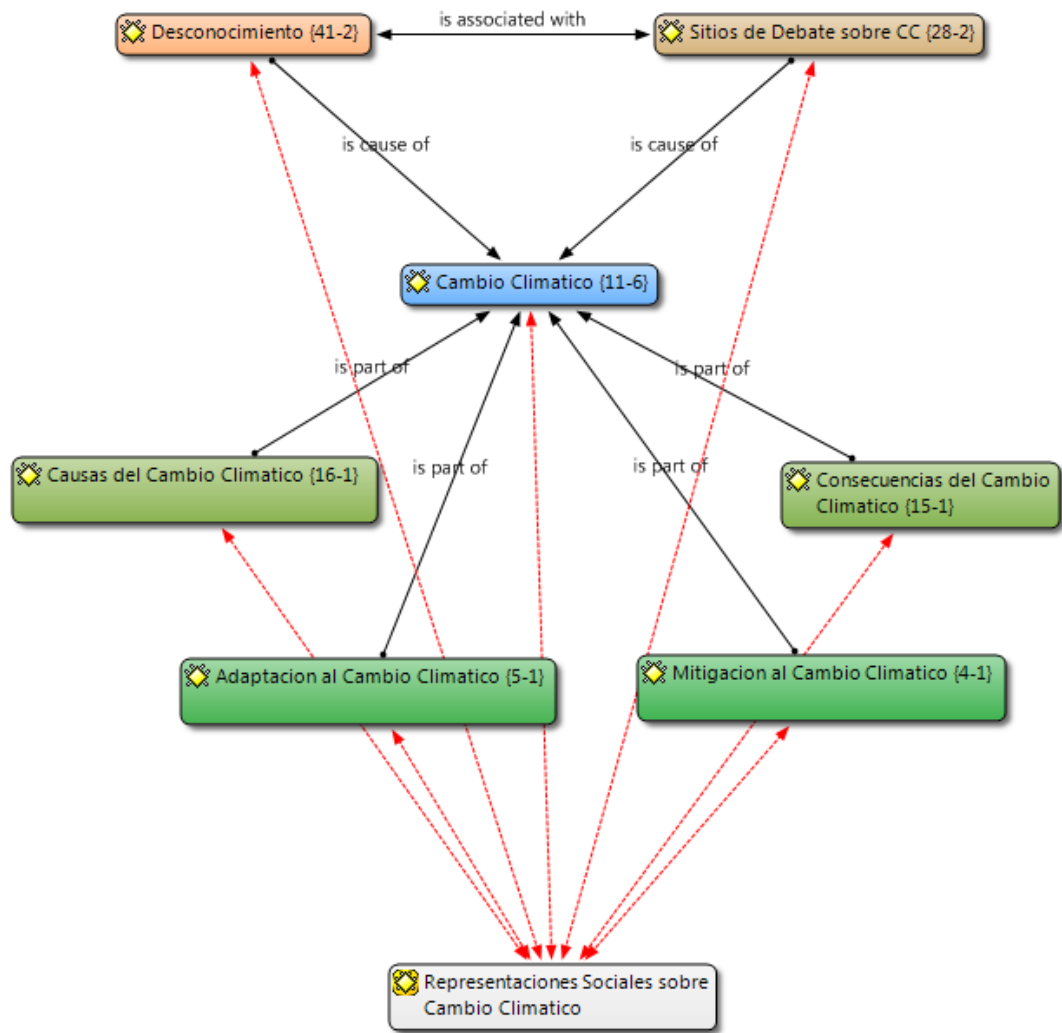 is associated with
Desconocimiento {41-2}
Sitios de Debate sobre CC {28-2}
is cause of
is cause of
Cambio Climatico {11-6}
is part of
is part of
Causas del Cambio Climatico {16-1}
is part of
is part of
Consecuencias del Cambio
Climatico {15-1}
Adaptacion al Cambio Climatico {5-1}
Mitigacion al Cambio Climatico {4-1}
Representaciones Sociales sobre
Cambio Climatico